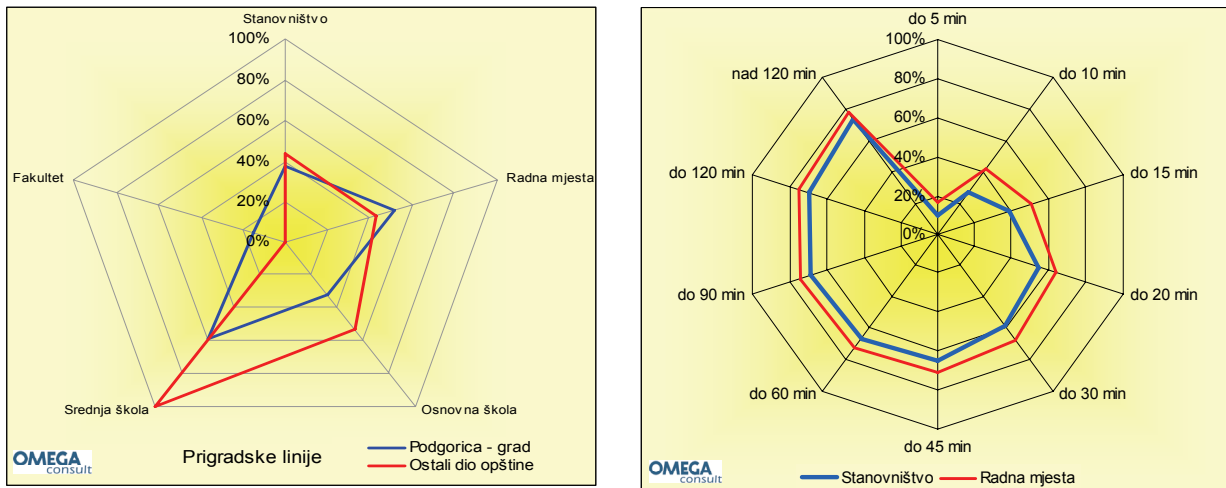 Stanovništvo
100%
80%
60%
40%
20%
0%
Fakultet
Radna mjesta
Srednja škola
Osnovna škola
OMEGA
consult
Prigradske linije
Podgorica - grad
Ostali dio opštine
do 5 min
100%
80%
60%
40%
20%
0%
nad 120 min
do 10 min
do 120 min
do 15 min
do 90 min
do 20 min
do 60 min
do 30 min
do 45 min
OMEGA
consult
Stanovništvo
Radna mjesta